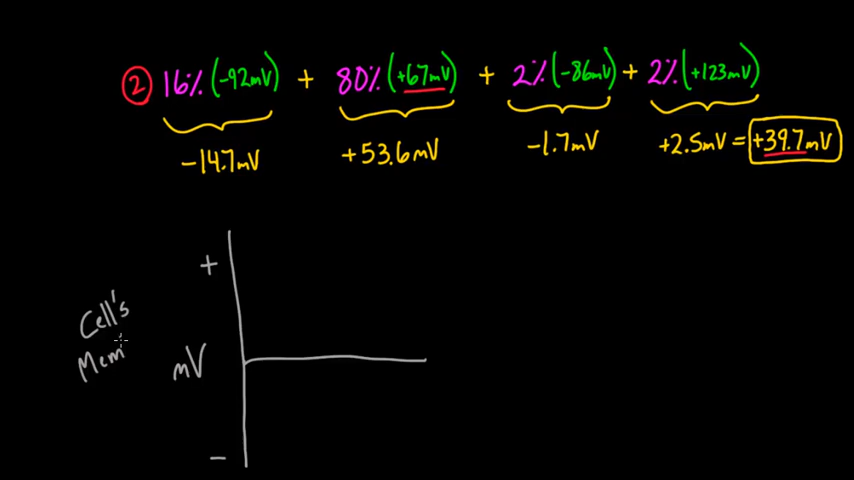 ② 16% (-92mV) + 80% (+67mV) + 2% (-86mV) + 2% (+123mV)
-14.7mV +53.6mV -1.7mV +2.5mV = +39.7mV
+
Cell's
Mem
mV
-